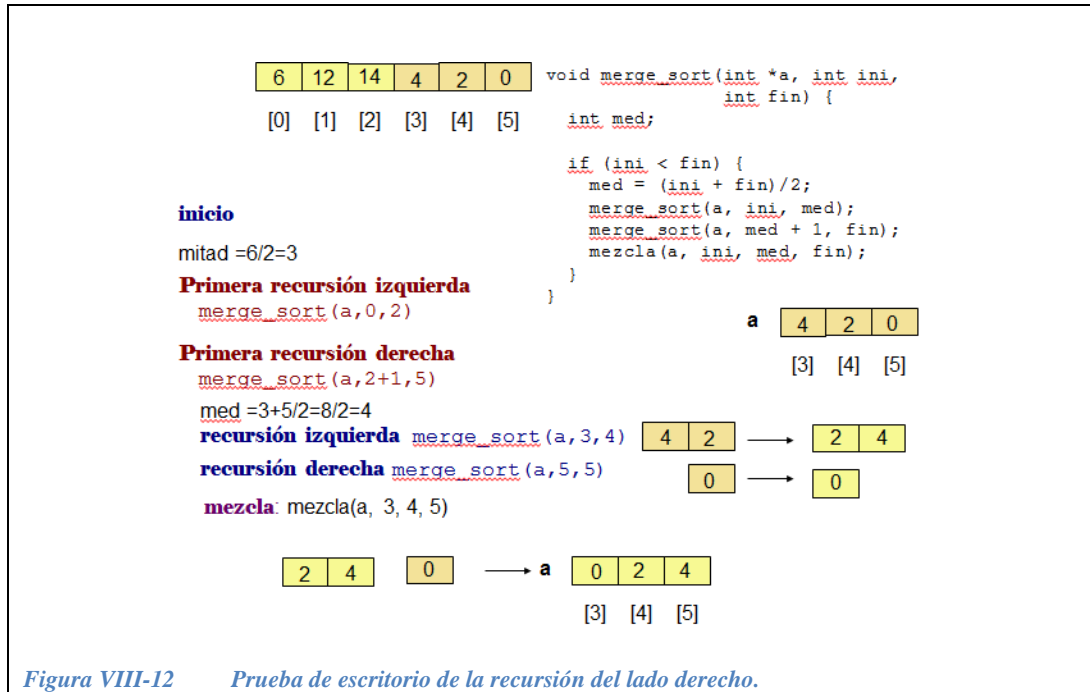 6 12 14 4 2 0
[0] [1] [2] [3] [4] [5]
void merge_sort(int *a, int ini,
int fin) {
int med;
if (ini < fin) {
med = (ini + fin)/2;
merge_sort(a, ini, med);
merge_sort(a, med + 1, fin);
mezcla(a, ini, med, fin);
}
}
inicio
mitad =6/2=3
Primera recursión izquierda
merge_sort(a,0,2)
a 4 2 0
[3] [4] [5]
Primera recursión derecha
merge_sort(a,2+1,5)
med =3+5/2=8/2=4
recursión izquierda merge_sort(a,3,4) 4 2 2 4
recursión derecha merge_sort(a,5,5) 0 0
mezcla: mezcla(a, 3, 4, 5)
2 4 0 a 0 2 4
[3] [4] [5]
Figura VIII-12 Prueba de escritorio de la recursión del lado derecho.